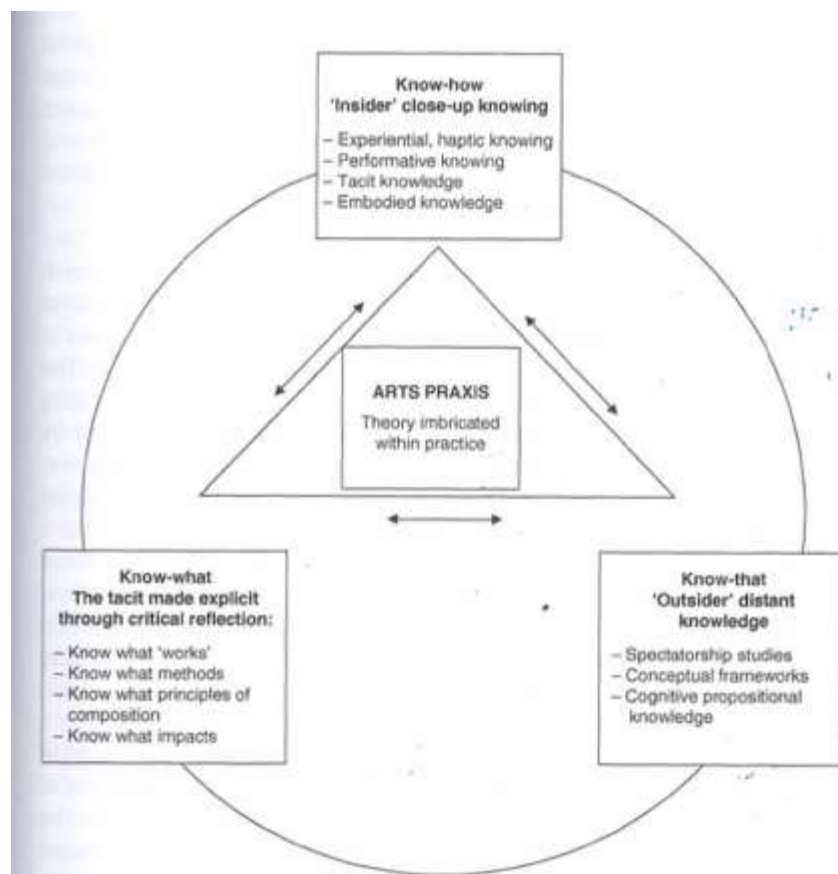 Know-how
'Insider' close-up knowing
– Experiential, haptic knowing
– Performative knowing
– Tacit knowledge
– Embodied knowledge
ARTS PRAXIS
Theory imbricated
within practice
Know-what
The tacit made explicit
through critical reflection:
– Know what 'works'
– Know what methods
– Know what principles of
composition
– Know what impacts
Know-that
'Outsider' distant
knowledge
– Spectatorship studies
– Conceptual frameworks
– Cognitive propositional
knowledge